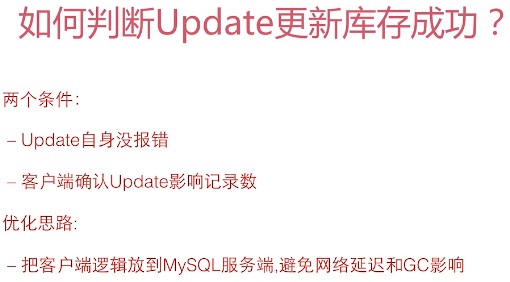 如何判断Update更新库存成功？
两个条件：
– Update自身没报错
– 客户端确认Update影响记录数
优化思路:
– 把客户端逻辑放到MySQL服务端,避免网络延迟和GC影响